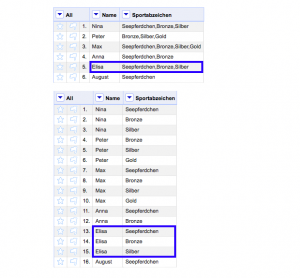 All Name Sportabzeichen
1. Nina Seepferdchen,Bronze,Silber
2. Peter Bronze,Silber,Gold
3. Max Seepferdchen,Bronze,Silber,Gold
4. Anna Seepferdchen,Bronze
5. Elisa Seepferdchen,Bronze,Silber
6. August Seepferdchen
All Name Sportabzeichen
1. Nina Seepferdchen
2. Nina Bronze
3. Nina Silber
4. Peter Bronze
5. Peter Silber
6. Peter Gold
7. Max Seepferdchen
8. Max Bronze
9. Max Silber
10. Max Gold
11. Anna Seepferdchen
12. Anna Bronze
13. Elisa Seepferdchen
14. Elisa Bronze
15. Elisa Silber
16. August Seepferdchen